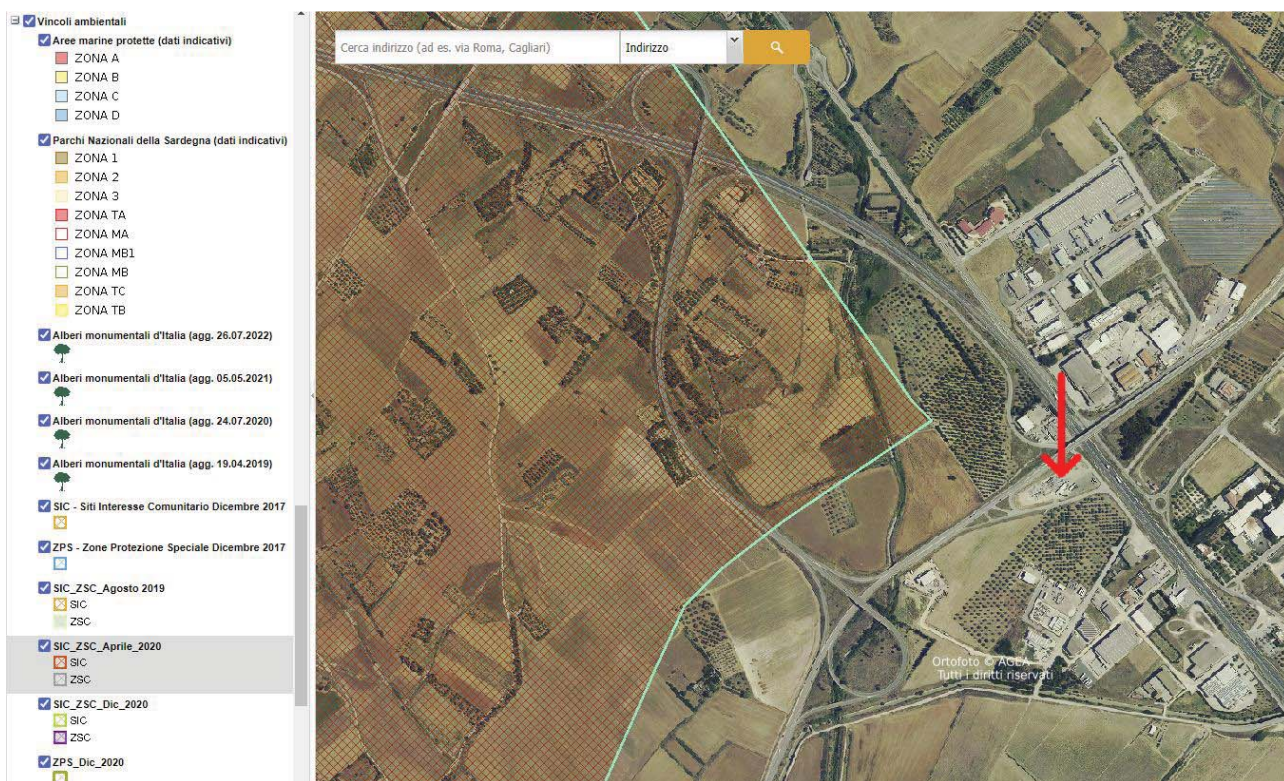 Vincoli ambientali
Aree marine protette (dati indicativi)
ZONA A
ZONA B
ZONA C
ZONA D
Parchi Nazionali della Sardegna (dati indicativi)
ZONA 1
ZONA 2
ZONA 3
ZONA TA
ZONA MA
ZONA MB1
ZONA MB
ZONA TC
ZONA TB
Alberi monumentali d'Italia (agg. 26.07.2022)
Alberi monumentali d'Italia (agg. 05.05.2021)
Alberi monumentali d'Italia (agg. 24.07.2020)
Alberi monumentali d'Italia (agg. 19.04.2019)
SIC - Siti Interesse Comunitario Dicembre 2017
ZPS - Zone Protezione Speciale Dicembre 2017
SIC_ZSC_Agosto 2019
SIC
ZSC
SIC_ZSC_Aprile_2020
SIC
ZSC
SIC_ZSC_Dic_2020
SIC
ZSC
ZPS_Dic_2020
Cerca indirizzo (ad es. via Roma, Cagliari)
Indirizzo
Ortofoto © AGEA
Tutti i diritti riservati